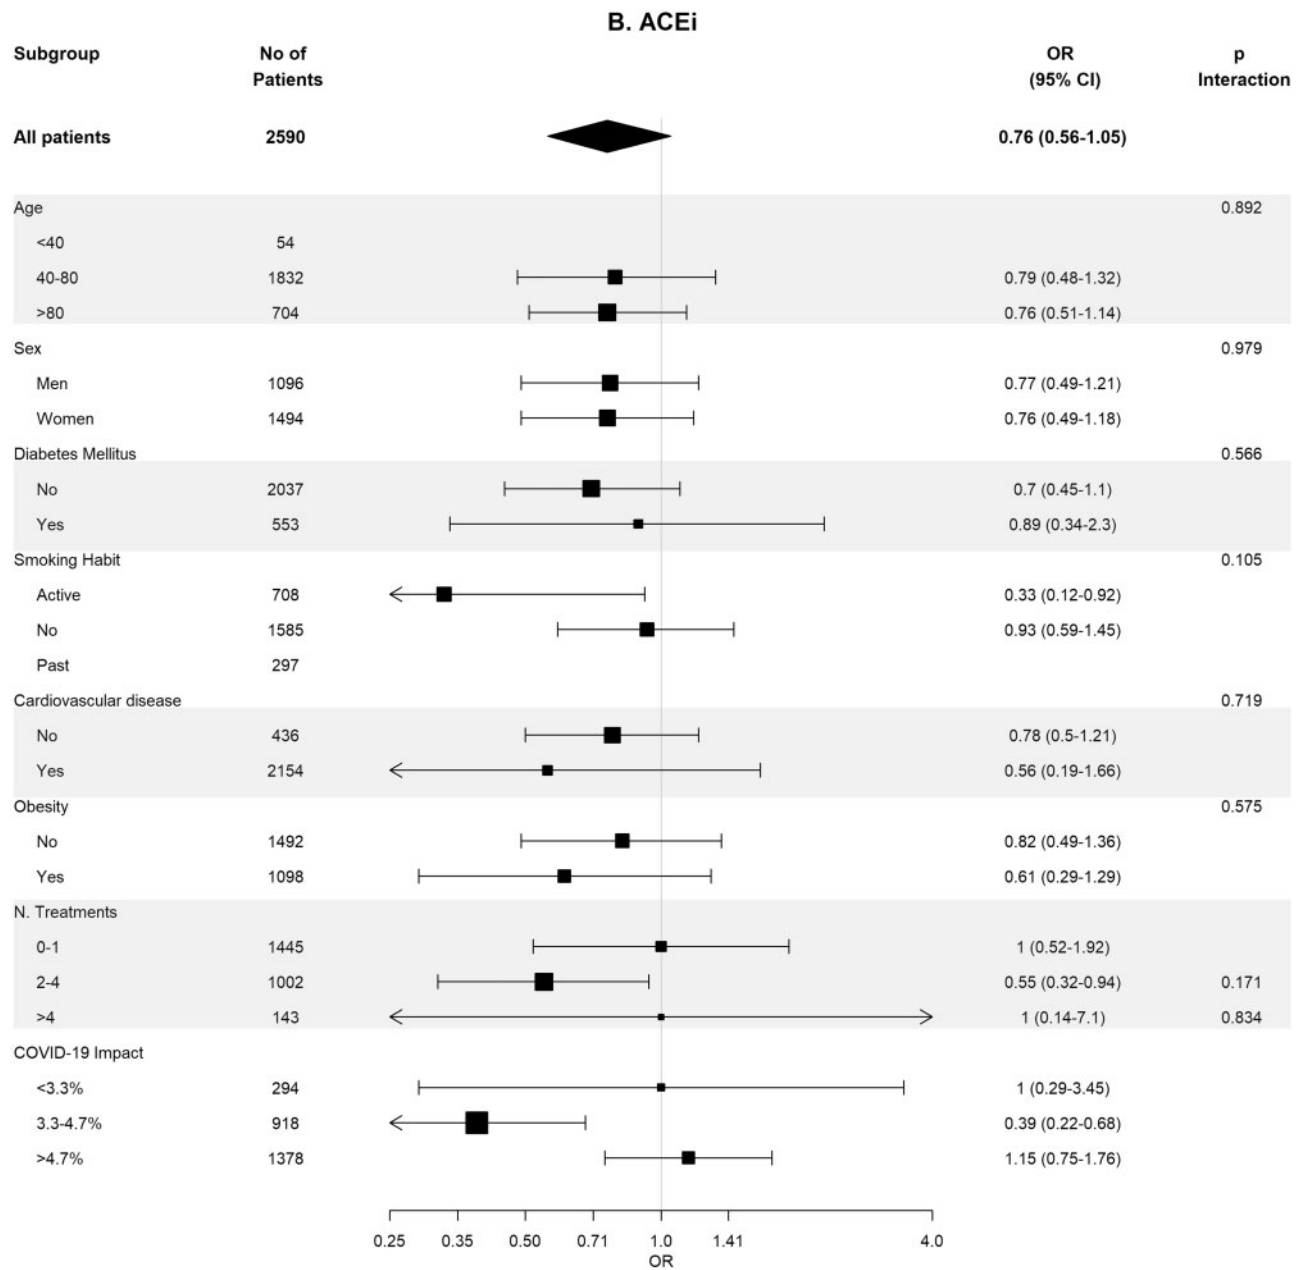 B. ACEi
Subgroup No of Patients OR (95% CI) p Interaction
All patients 2590 0.76 (0.56-1.05)
Age 0.892
<40 54
40-80 1832 0.79 (0.48-1.32)
>80 704 0.76 (0.51-1.14)
Sex 0.979
Men 1096 0.77 (0.49-1.21)
Women 1494 0.76 (0.49-1.18)
Diabetes Mellitus 0.566
No 2037 0.7 (0.45-1.1)
Yes 553 0.89 (0.34-2.3)
Smoking Habit 0.105
Active 708 0.33 (0.12-0.92)
No 1585 0.93 (0.59-1.45)
Past 297
Cardiovascular disease 0.719
No 436 0.78 (0.5-1.21)
Yes 2154 0.56 (0.19-1.66)
Obesity 0.575
No 1492 0.82 (0.49-1.36)
Yes 1098 0.61 (0.29-1.29)
N. Treatments
0-1 1445 1 (0.52-1.92)
2-4 1002 0.55 (0.32-0.94) 0.171
>4 143 1 (0.14-7.1) 0.834
COVID-19 Impact
<3.3% 294 1 (0.29-3.45)
3.3-4.7% 918 0.39 (0.22-0.68)
>4.7% 1378 1.15 (0.75-1.76)
0.25 0.35 0.50 0.71 1.0 1.41 4.0
OR